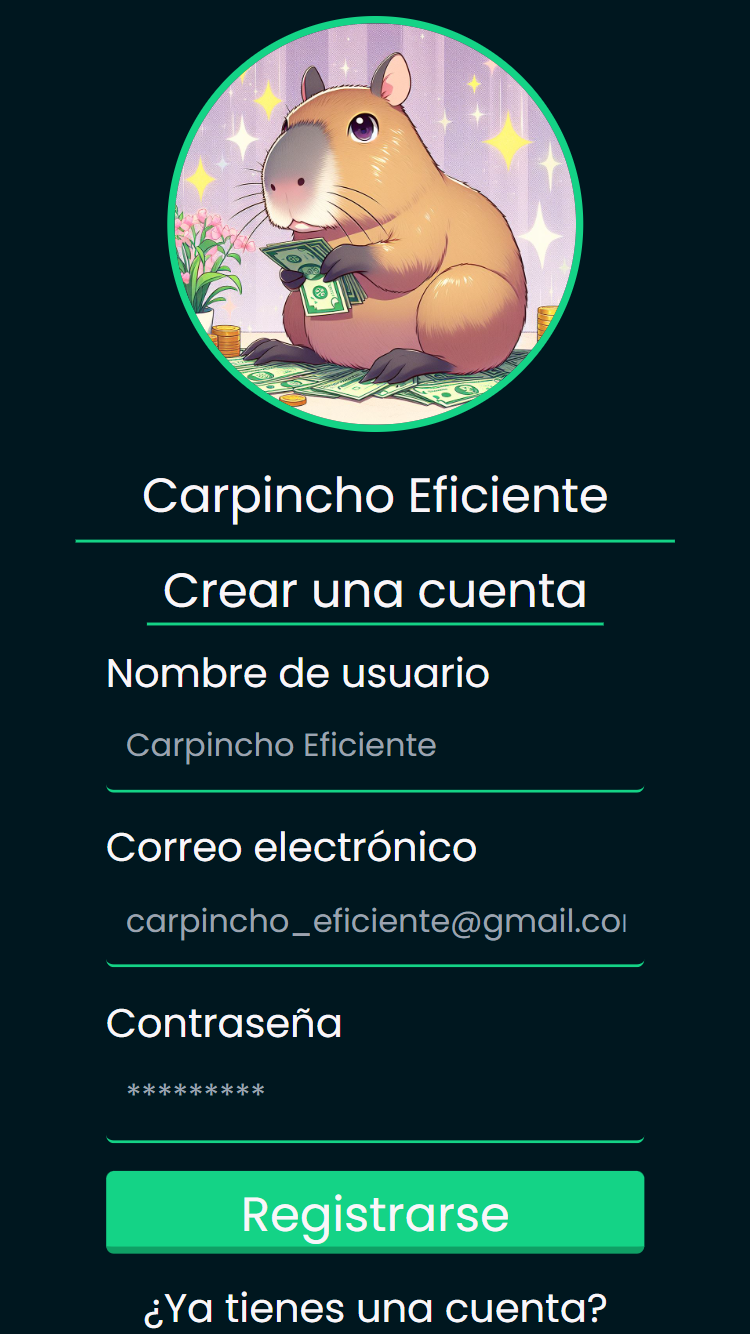 Carpincho Eficiente
Crear una cuenta
Nombre de usuario
Carpincho Eficiente
Correo electrónico
carpincho_eficiente@gmail.co
Contraseña
*********
Registrarse
¿Ya tienes una cuenta?